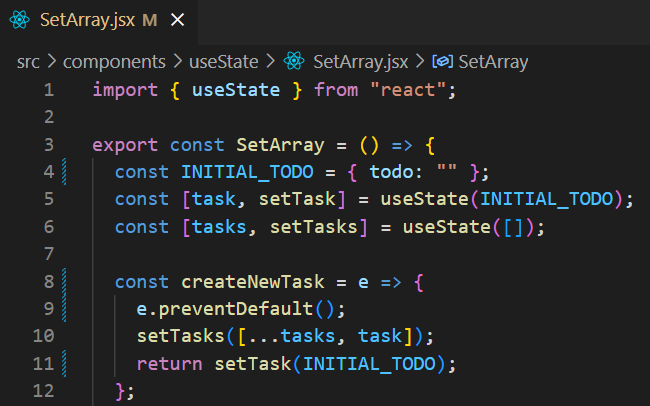 SetArray.jsx M ×
src > components > useState > SetArray.jsx > SetArray
1 import { useState } from "react";
2
3 export const SetArray = () => {
4 const INITIAL_TODO = { todo: "" };
5 const [task, setTask] = useState(INITIAL_TODO);
6 const [tasks, setTasks] = useState([]);
7
8 const createNewTask = e => {
9 e.preventDefault();
10 setTasks([...tasks, task]);
11 return setTask(INITIAL_TODO);
12 };